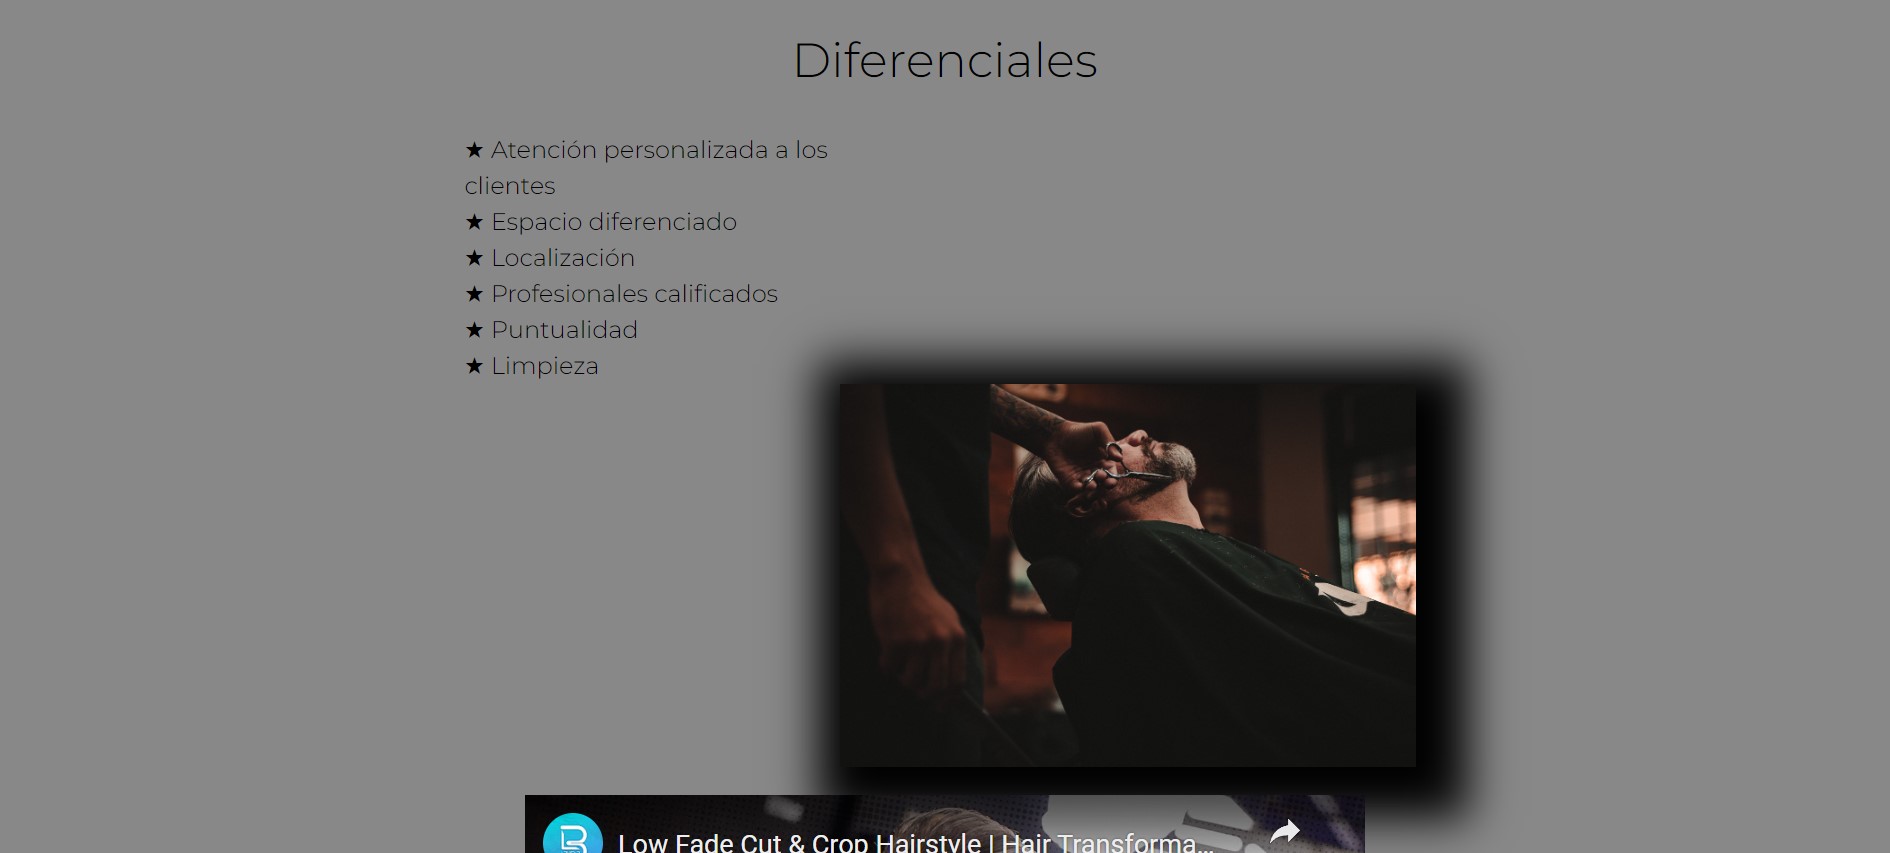 Diferenciales
★ Atención personalizada a los
clientes
★ Espacio diferenciado
★ Localización
★ Profesionales calificados
★ Puntualidad
★ Limpieza
Low Fade Cut & Crop Hairstyle | Hair Transforma...